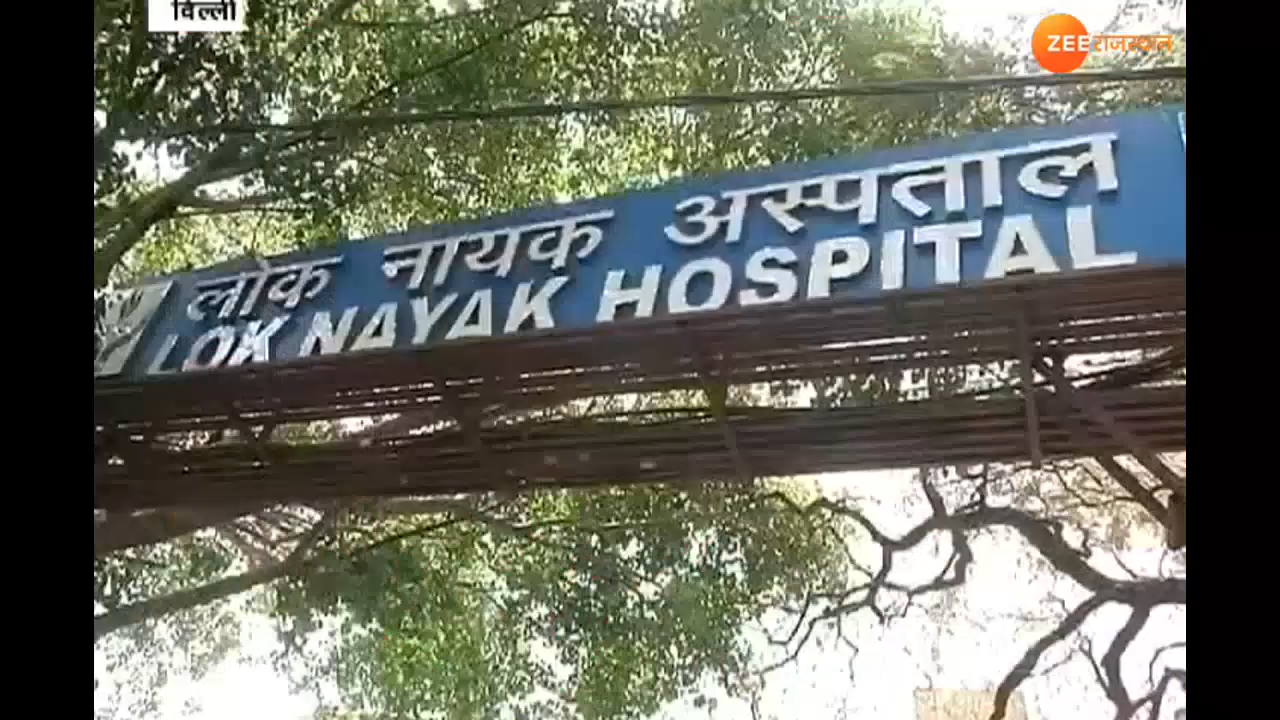 दिल्ली
ZEE राजस्थान
लोक नायक अस्पताल
LOK NAYAK HOSPITAL